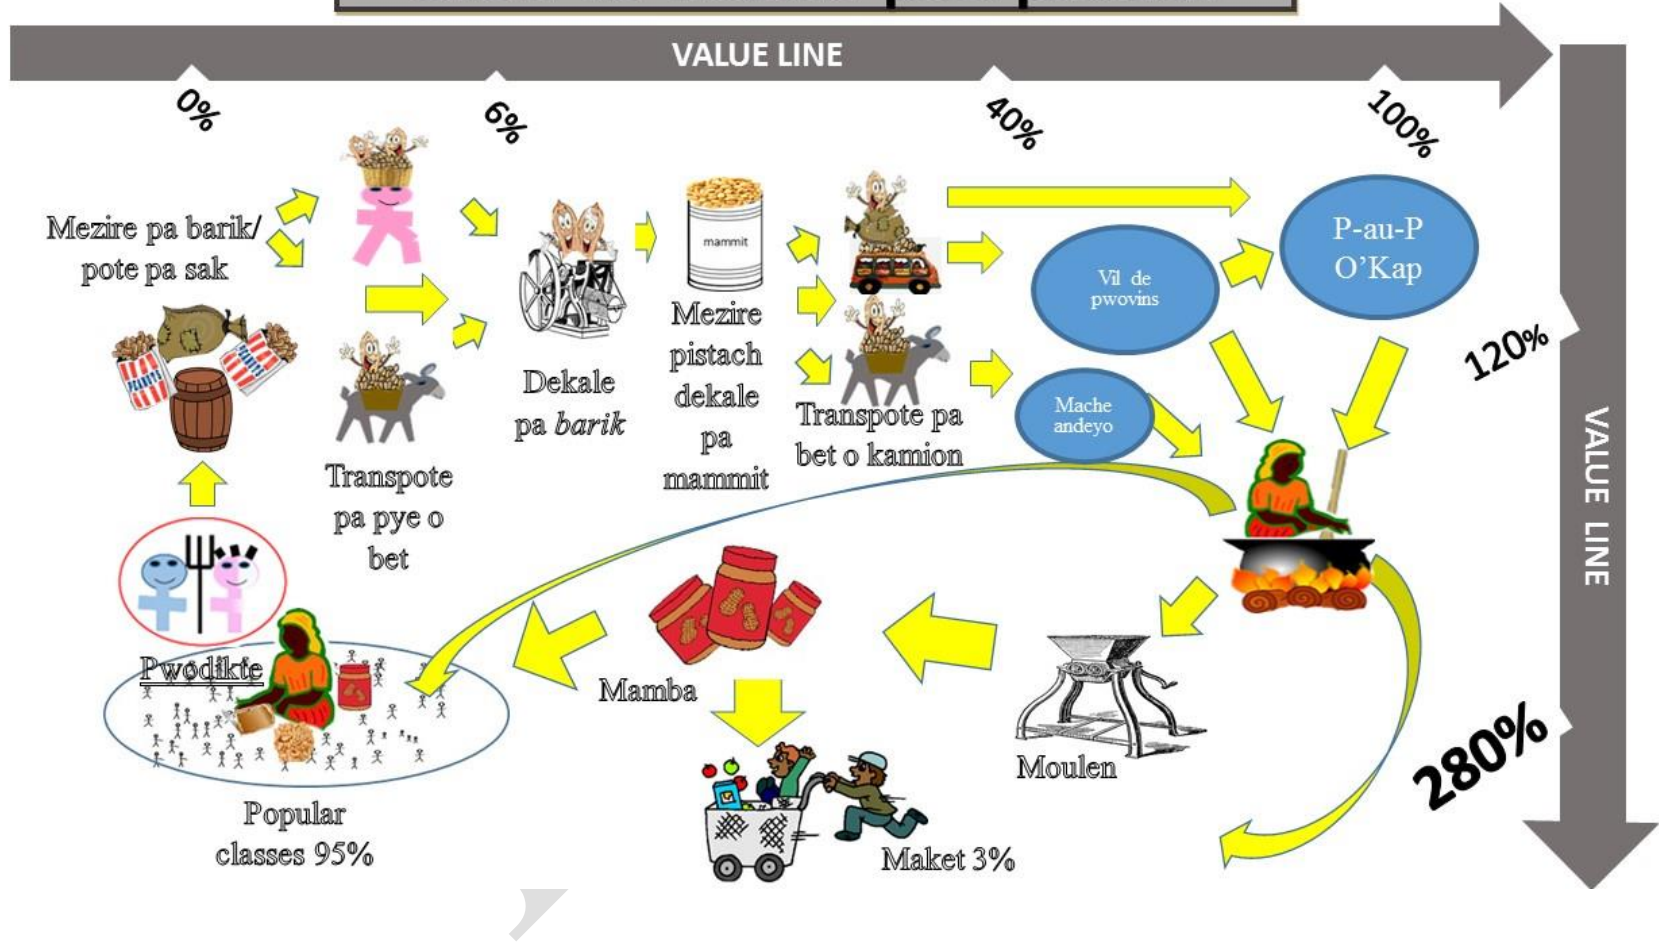 VALUE LINE
0%
6%
40%
100%
Mezire pa barik/
pote pa sak
PEANUTS
PEANUTS
Transpote
pa pye o
bet
Dekale
pa barik
mammit
Mezire
pistach
dekale
pa
mammit
Transpote pa
bet o kamion
Vil de
pwovins
Mache
andeyo
P-au-P
O'Kap
120%
VALUE LINE
280%
Pwodikte
Popular
classes 95%
Mamba
Maket 3%
Moulen